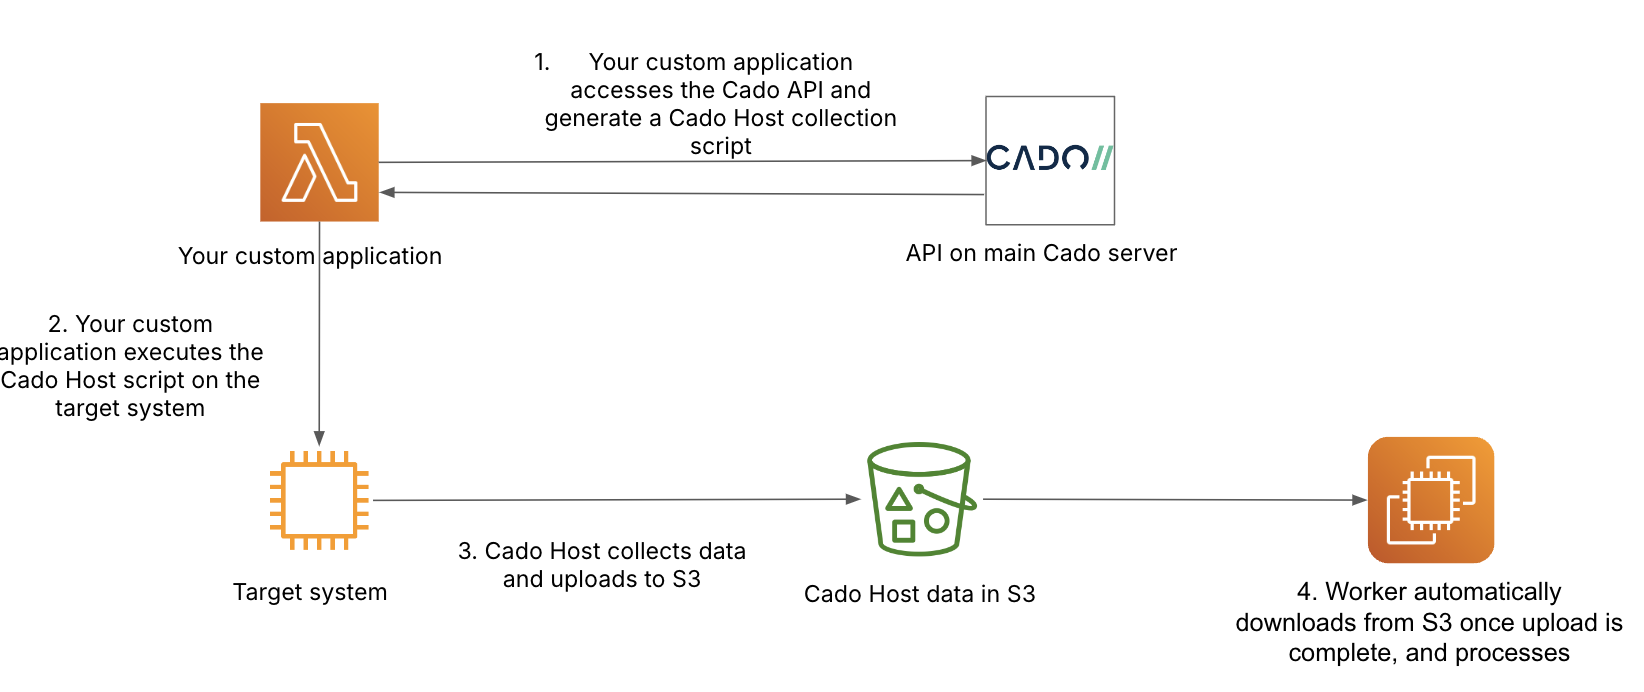 1. Your custom application
accesses the Cado API and
generate a Cado Host collection
script
CADO//
Your custom application
API on main Cado server
2. Your custom
application executes the
Cado Host script on the
target system
Target system
3. Cado Host collects data
and uploads to S3
Cado Host data in S3
4. Worker automatically
downloads from S3 once upload is
complete, and processes